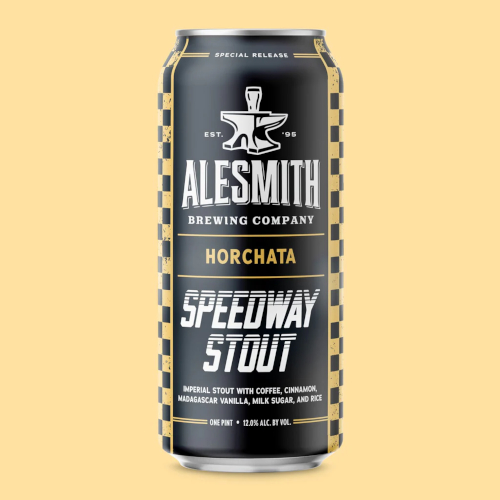 SPECIAL RELEASE
EST. '95
ALESMITH
BREWING COMPANY
HORCHATA
SPEEDWAY
STOUT
IMPERIAL STOUT WITH COFFEE, CINNAMON,
MADAGASCAR VANILLA, MILK SUGAR, AND RICE
ONE PINT • 12.0% ALC. BY VOL.